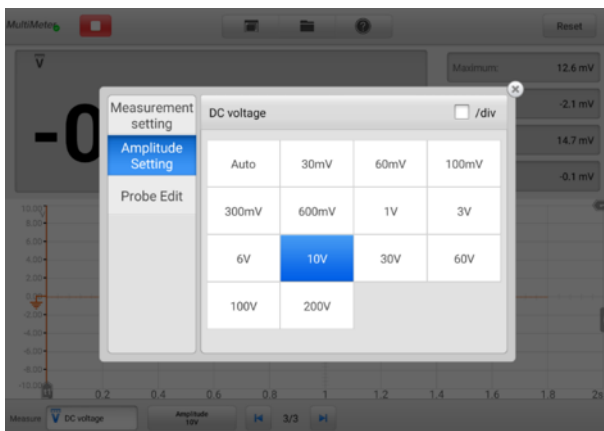 MultiMeter
Reset
V
Maximum: 12.6 mV
-2.1 mV
14.7 mV
-0.1 mV
-0
Measurement
setting
Amplitude
Setting
Probe Edit
DC voltage
/div
Auto 30mV 60mV 100mV
300mV 600mV 1V 3V
6V 10V 30V 60V
100V 200V
10.00
8.00
6.00
4.00
2.00
-2.00
-4.00
-6.00
-8.00
-10.00
0.2 0.4 0.6 0.8 1 1.2 1.4 1.6 1.8 2s
Measure V DC voltage Amplitude
10V
3/3